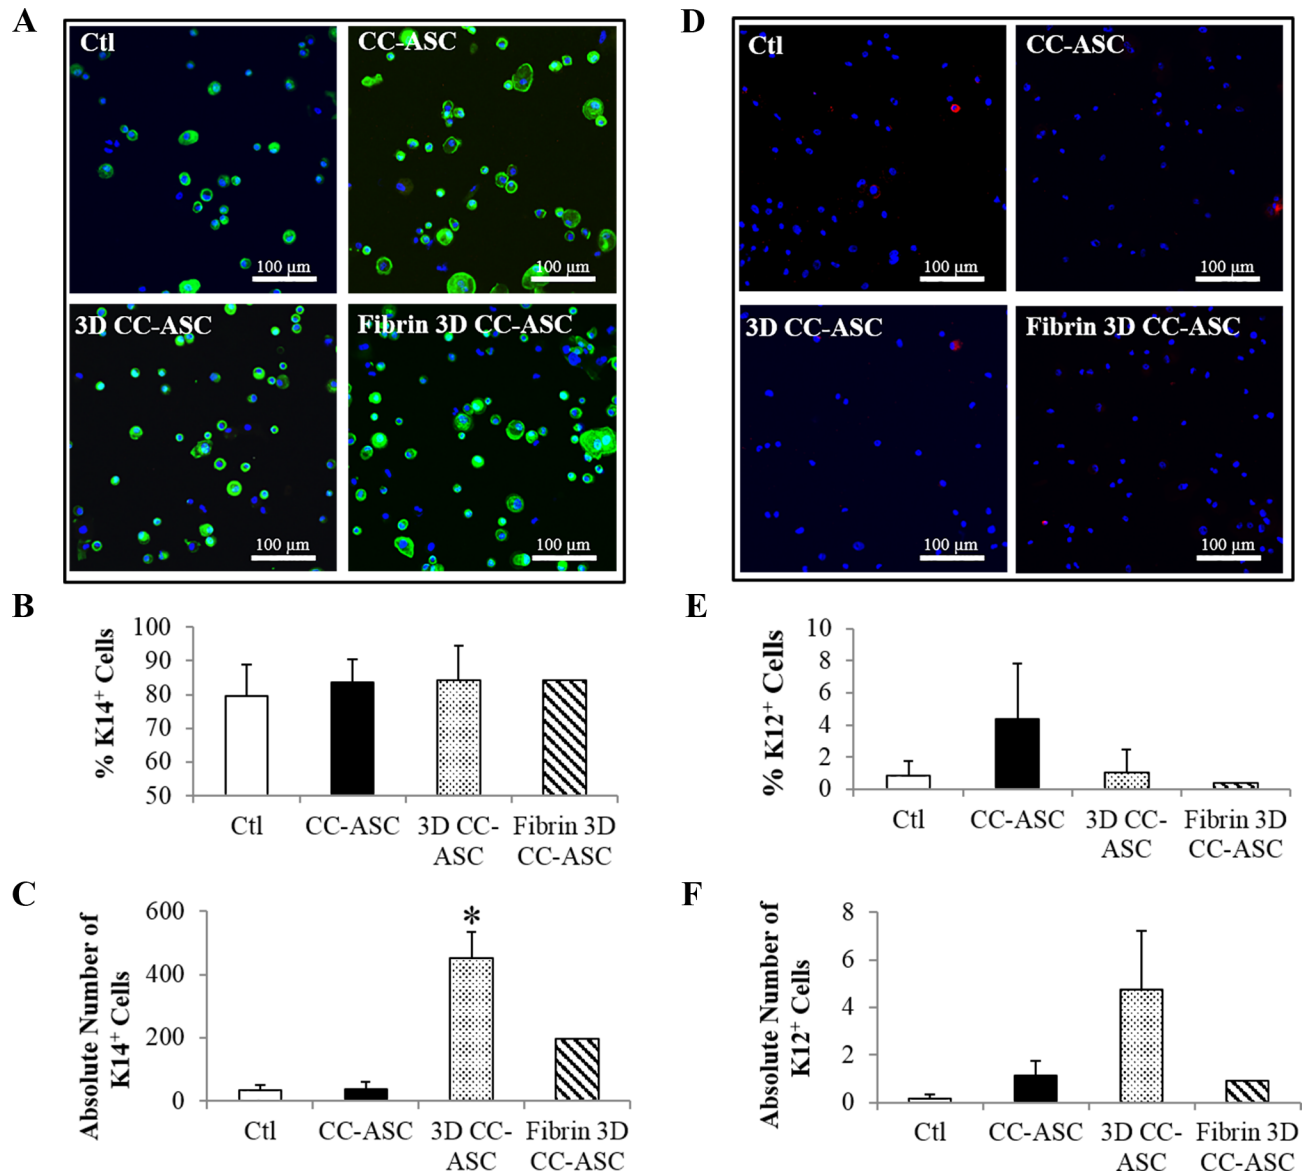 A
Ctl
CC-ASC
100 µm
100 µm
3D CC-ASC
Fibrin 3D CC-ASC
100 µm
100 µm
B
% K14+ Cells
100
90
80
70
60
50
Ctl
CC-ASC
3D CC-
ASC
Fibrin 3D
CC-ASC
C
Absolute Number of
K14+ Cells
600
400
200
0
*
Ctl
CC-ASC
3D CC-
ASC
Fibrin 3D
CC-ASC
D
Ctl
CC-ASC
100 µm
100 µm
3D CC-ASC
Fibrin 3D CC-ASC
100 µm
100 µm
E
% K12+ Cells
10
8
6
4
2
0
Ctl
CC-ASC
3D CC-
ASC
Fibrin 3D
CC-ASC
F
Absolute Number of
K12+ Cells
8
6
4
2
0
Ctl
CC-ASC
3D CC-
ASC
Fibrin 3D
CC-ASC